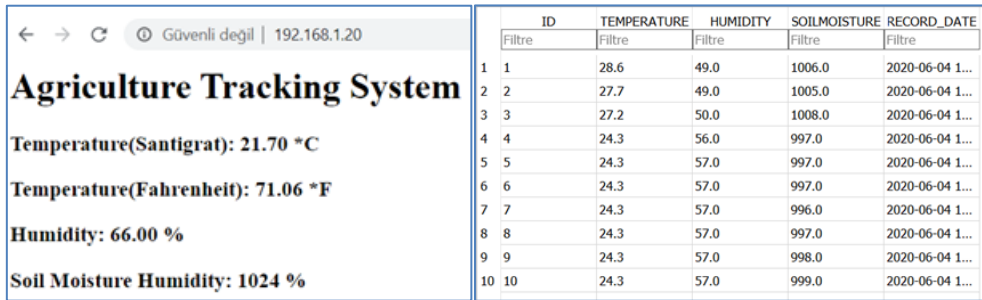 Güvenli değil | 192.168.1.20
Agriculture Tracking System
Temperature(Santigrat): 21.70 *C
Temperature(Fahrenheit): 71.06 *F
Humidity: 66.00 %
Soil Moisture Humidity: 1024 %
ID TEMPERATURE HUMIDITY SOILMOISTURE RECORD_DATE
Filtre Filtre Filtre Filtre Filtre
1 1 28.6 49.0 1006.0 2020-06-04 1...
2 2 27.7 49.0 1005.0 2020-06-04 1...
3 3 27.2 50.0 1008.0 2020-06-04 1...
4 4 24.3 56.0 997.0 2020-06-04 1...
5 5 24.3 57.0 997.0 2020-06-04 1...
6 6 24.3 57.0 997.0 2020-06-04 1...
7 7 24.3 57.0 996.0 2020-06-04 1...
8 8 24.3 57.0 997.0 2020-06-04 1...
9 9 24.3 57.0 998.0 2020-06-04 1...
10 10 24.3 57.0 999.0 2020-06-04 1...